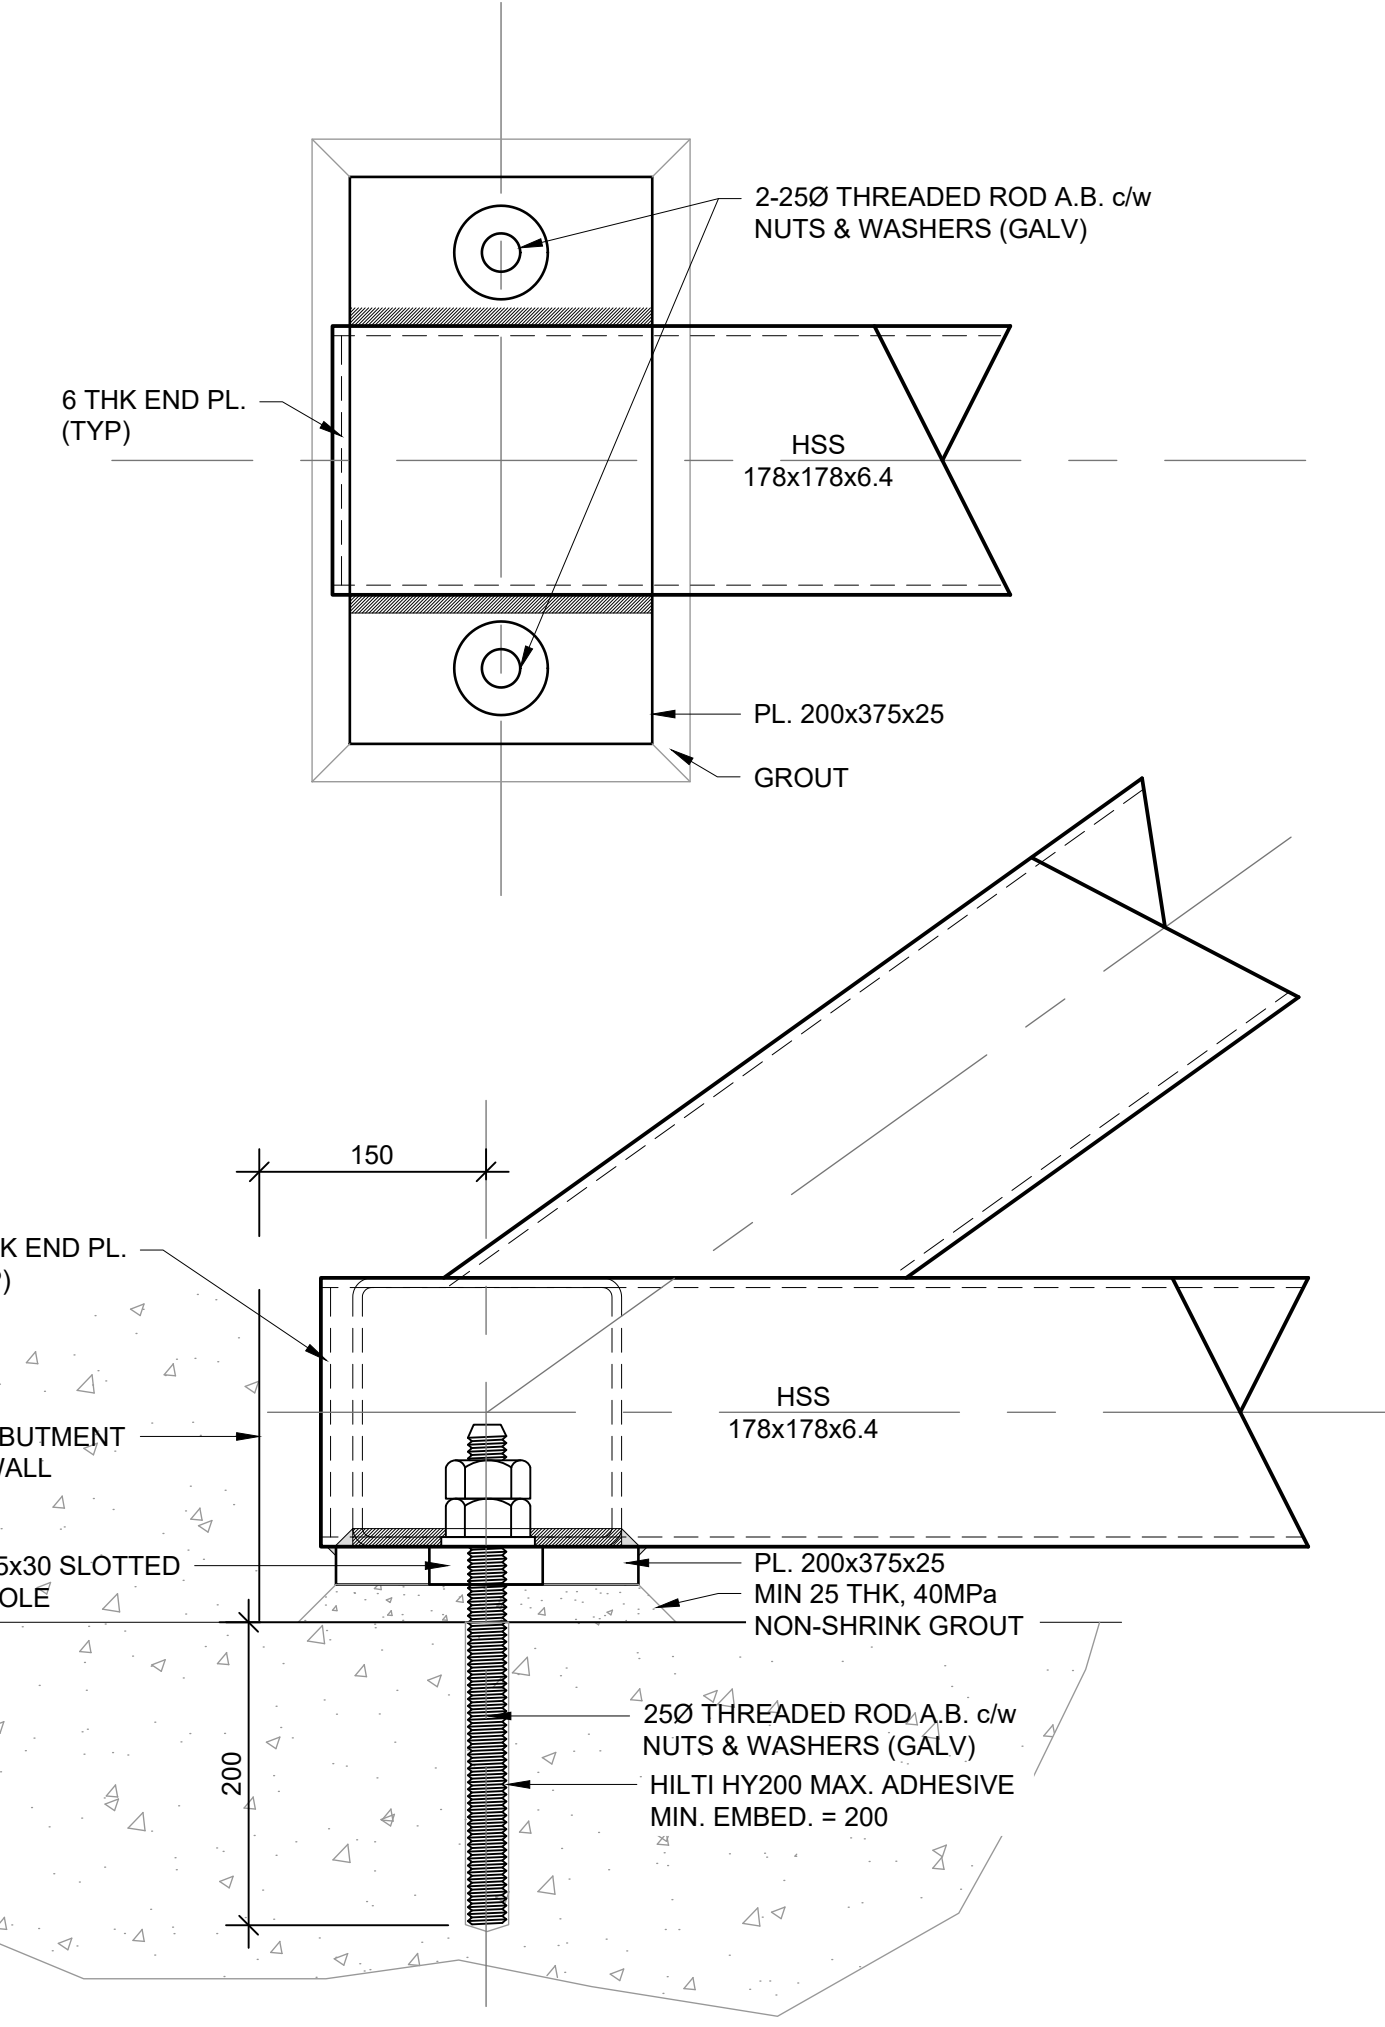 2-25Ø THREADED ROD A.B. c/w
NUTS & WASHERS (GALV)
6 THK END PL.
(TYP)
HSS
178x178x6.4
PL. 200x375x25
GROUT
150
K END PL.
)
HSS
178x178x6.4
BUTMENT
WALL
5x30 SLOTTED
OLE
PL. 200x375x25
MIN 25 THK, 40MPa
NON-SHRINK GROUT
25Ø THREADED ROD A.B. c/w
NUTS & WASHERS (GALV)
200
HILTI HY200 MAX. ADHESIVE
MIN. EMBED. = 200